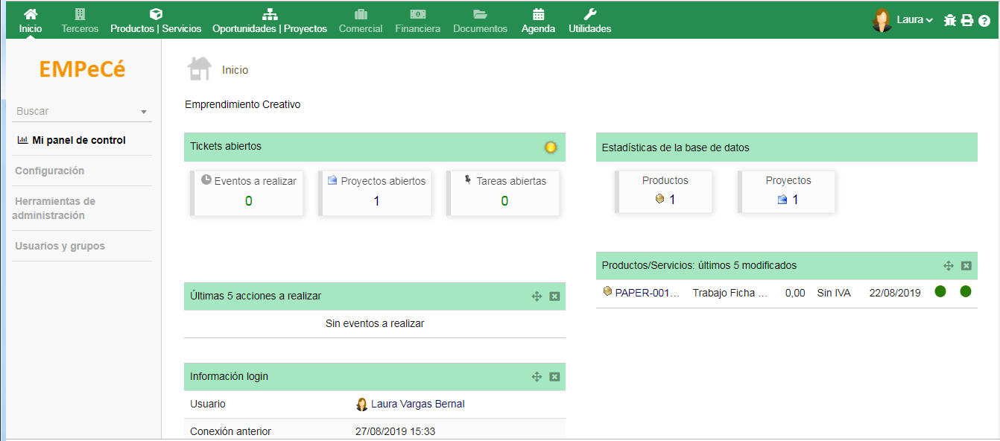 Inicio Terceros Productos | Servicios Oportunidades | Proyectos Comercial Financiera Documentos Agenda Utilidades Laura
EMPeCé
Buscar
Mi panel de control
Configuración
Herramientas de
administración
Usuarios y grupos
Inicio
Emprendimiento Creativo
Tickets abiertos
Eventos a realizar
0
Proyectos abiertos
1
Tareas abiertas
0
Últimas 5 acciones a realizar
Sin eventos a realizar
Información login
Usuario Laura Vargas Bernal
Conexión anterior 27/08/2019 15:33
Estadísticas de la base de datos
Productos
1
Proyectos
1
Productos/Servicios: últimos 5 modificados
PAPER-001... Trabajo Ficha ... 0,00 Sin IVA 22/08/2019